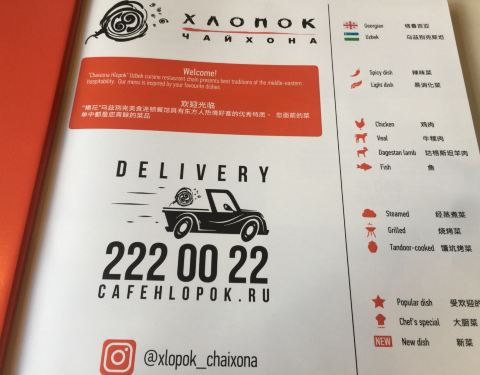 ХЛОПОК
ЧАЙХОНА
Welcome!
"Chaixona Hlopok" Uzbek cuisine restaurant chain presents best traditions of the middle-eastern
hospitability. Our menu is inspired by your favourite dishes
欢迎光临
DELIVERY
222 00 22
CAFEHLOPOK.RU
@xlopok_chaixona
Georgian 格鲁吉亚
Uzbek 乌兹别克斯坦
Spicy dish 辣味菜
Light dish 易消化菜
Chicken 鸡肉
Veal 牛犊肉
Dagestan lamb 达格斯坦羊肉
Fish 鱼
Steamed 经蒸煮菜
Grilled 烧烤菜
Tandoor-cooked 馕坑烤菜
Popular dish 受欢迎的
Chef's special 大厨菜
NEW New dish 新菜